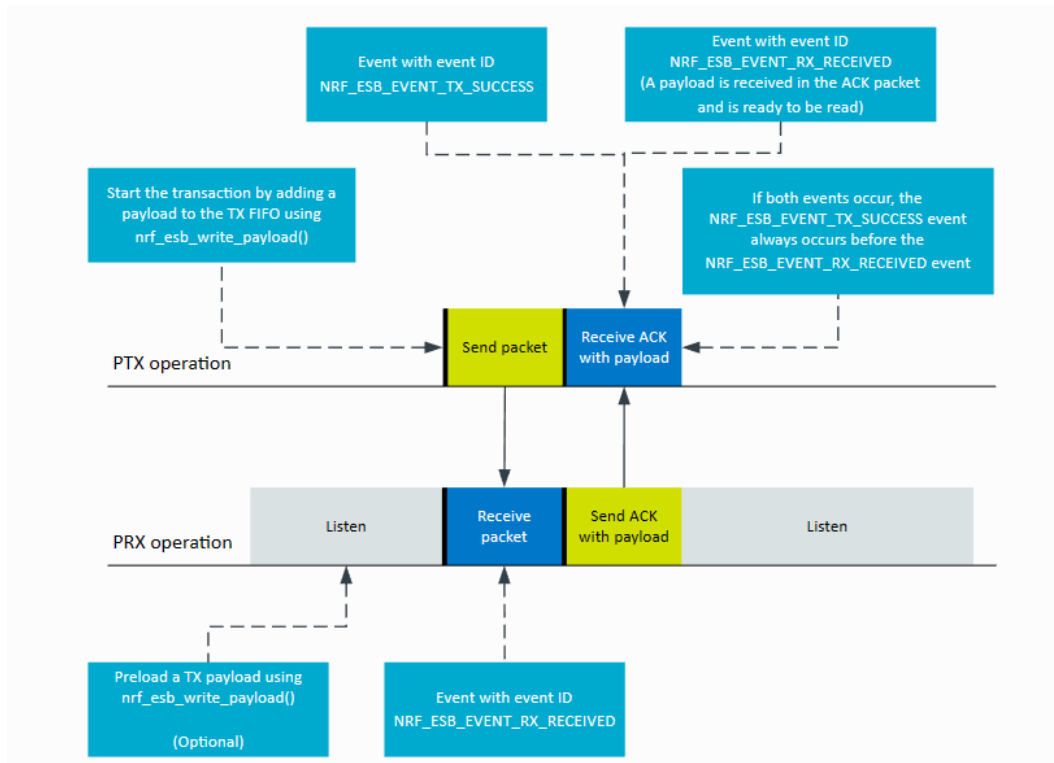 Event with event ID
NRF_ESB_EVENT_TX_SUCCESS
Event with event ID
NRF_ESB_EVENT_RX_RECEIVED
(A payload is received in the ACK packet
and is ready to be read)
Start the transaction by adding a
payload to the TX FIFO using
nrf_esb_write_payload()
If both events occur, the
NRF_ESB_EVENT_TX_SUCCESS event
always occurs before the
NRF_ESB_EVENT_RX_RECEIVED event
PTX operation
Send packet
Receive ACK
with payload
PRX operation
Listen
Receive
packet
Send ACK
with payload
Listen
Preload a TX payload using
nrf_esb_write_payload()
(Optional)
Event with event ID
NRF_ESB_EVENT_RX_RECEIVED